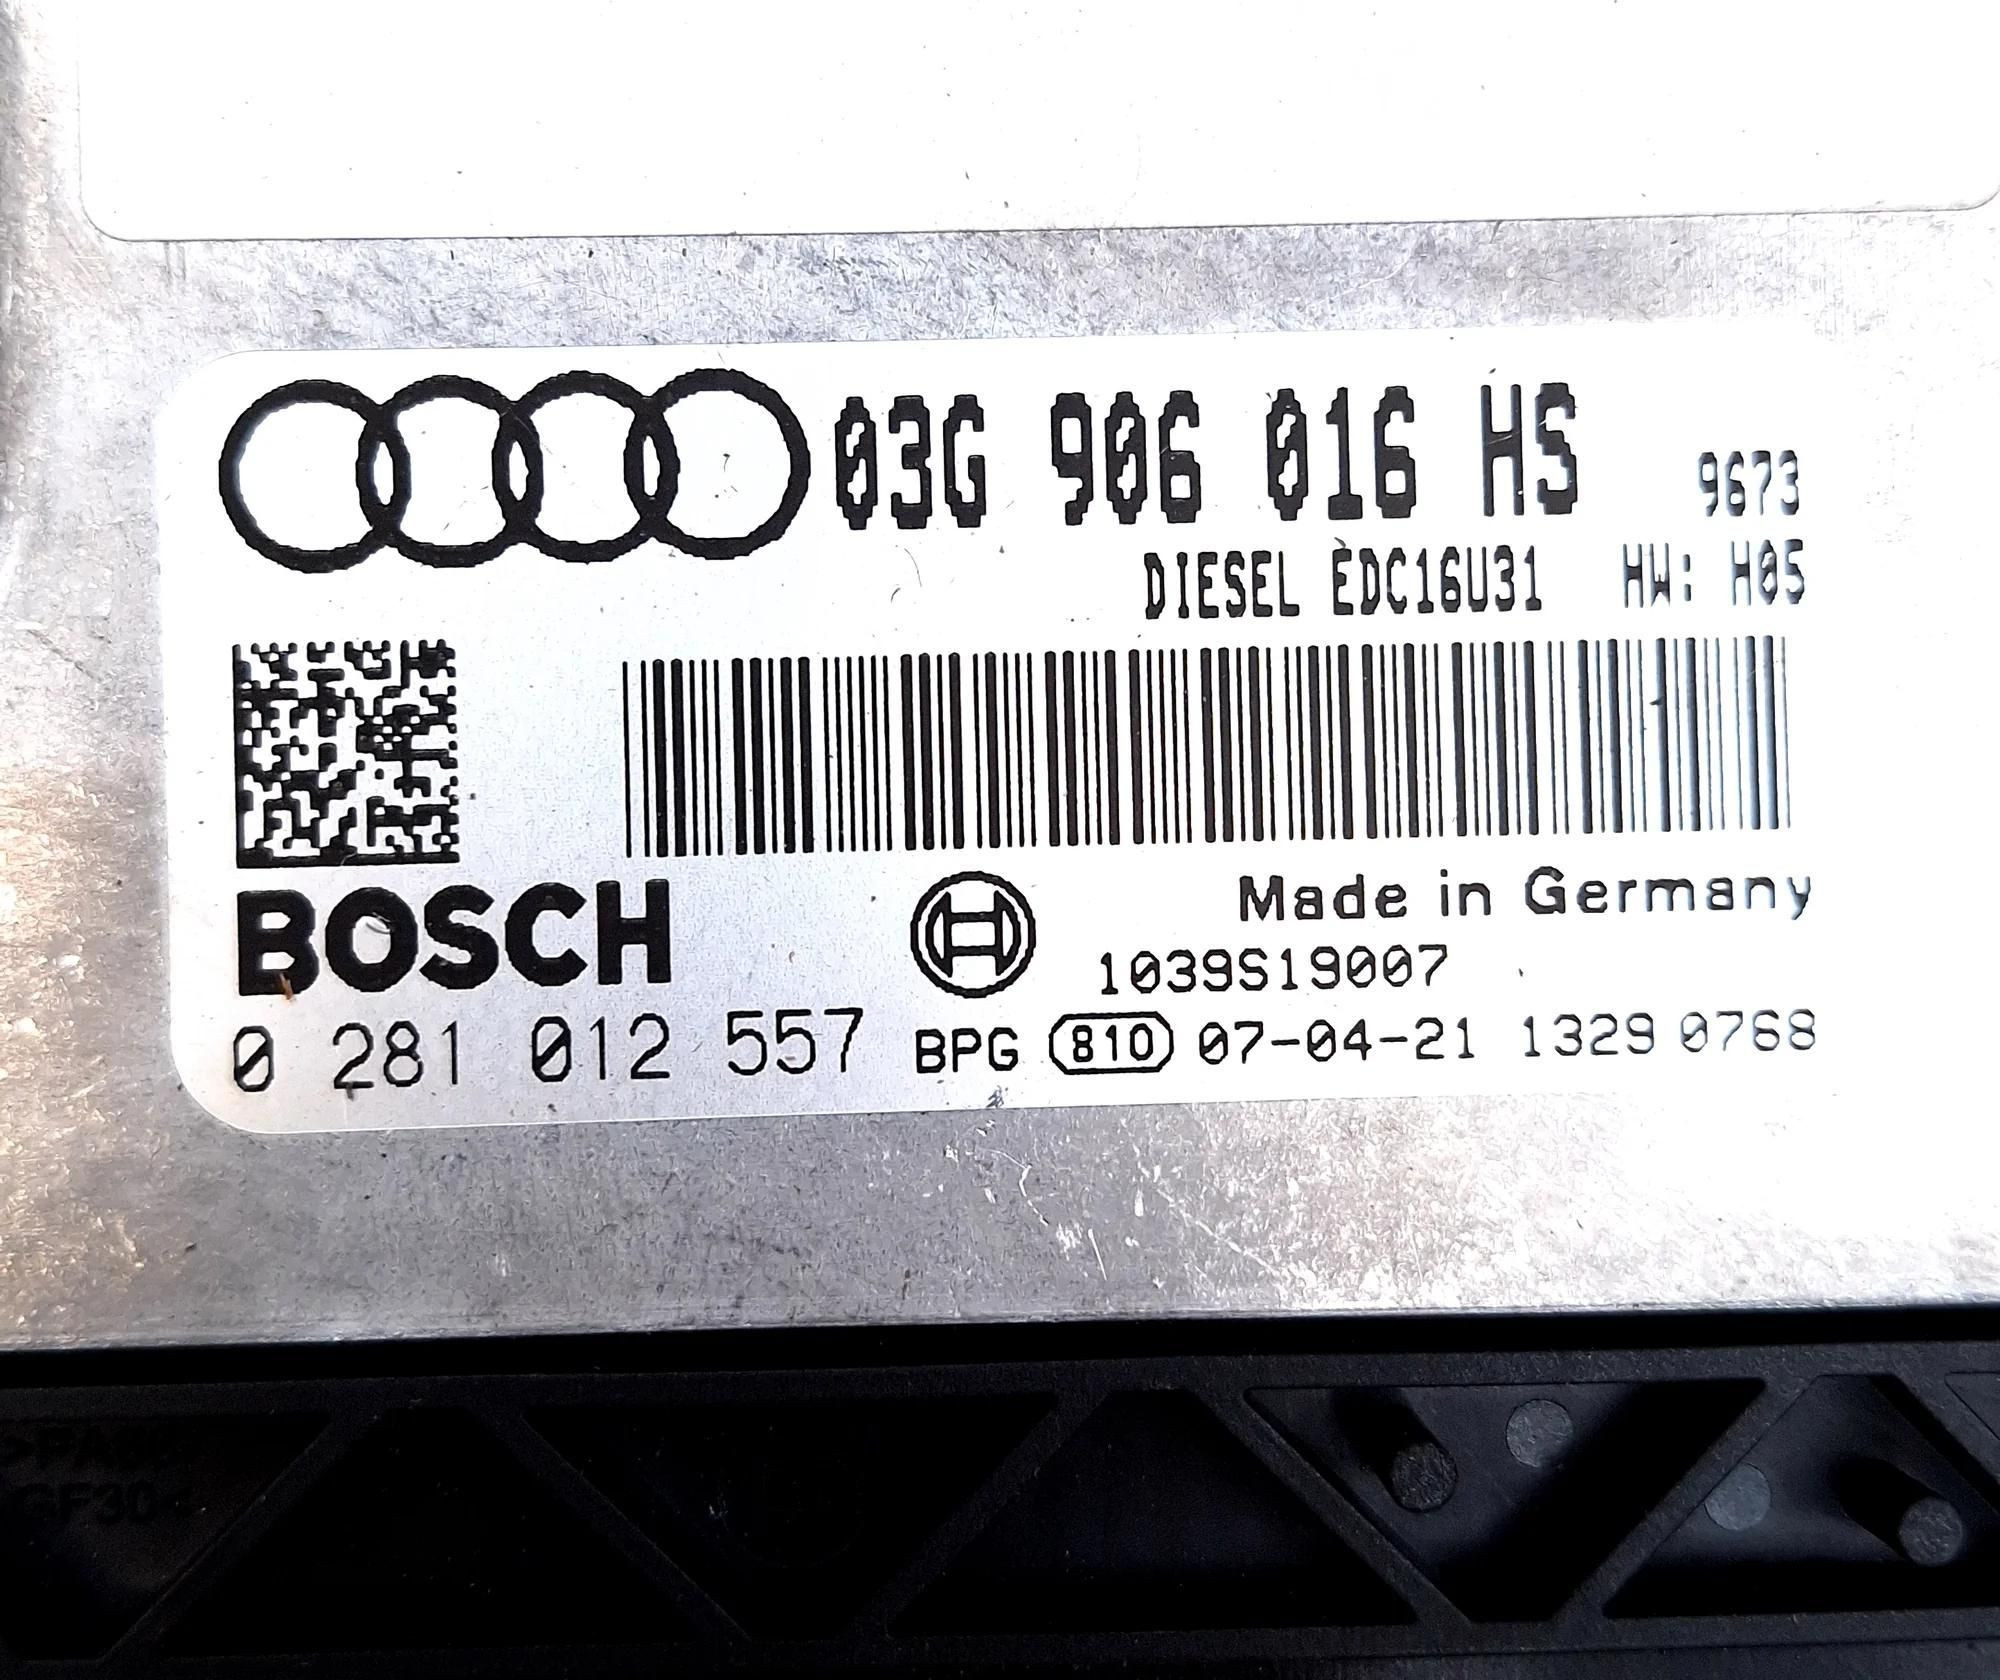 03G 906 016 HS 9673
DIESEL EDC16U31 HW: H05
BOSCH
Made in Germany
1039S19007
0 281 012 557 BPG 810 07-04-21 1329 0768
GF30<